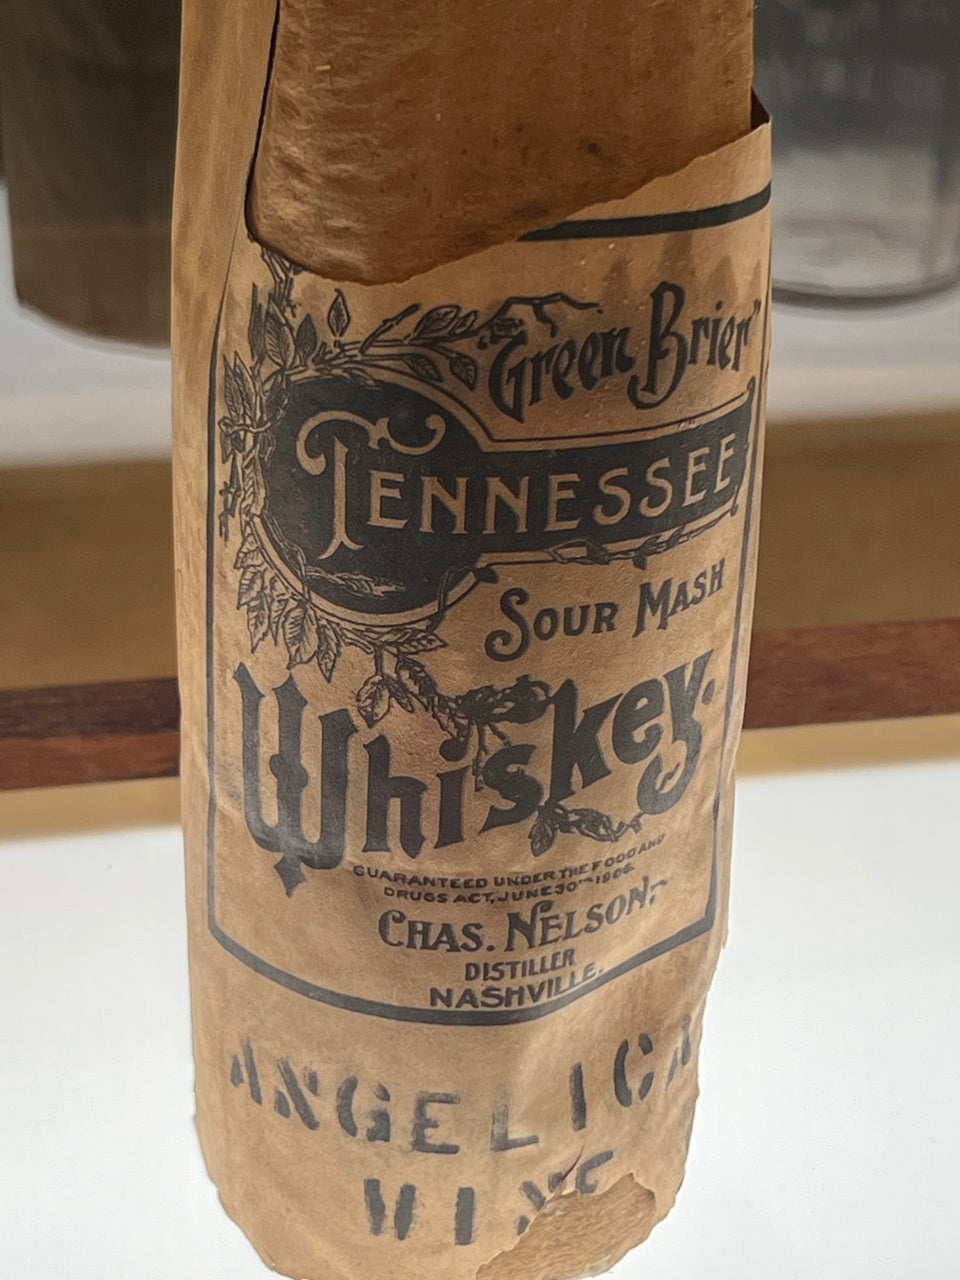 "Green Brier"
TENNESSEE
SOUR MASH
Whiskey.
GUARANTEED UNDER THE FOOD AND
DRUGS ACT, JUNE 30TH 1906.
CHAS. NELSON.
DISTILLER
NASHVILLE.
ANGELICA
WINE